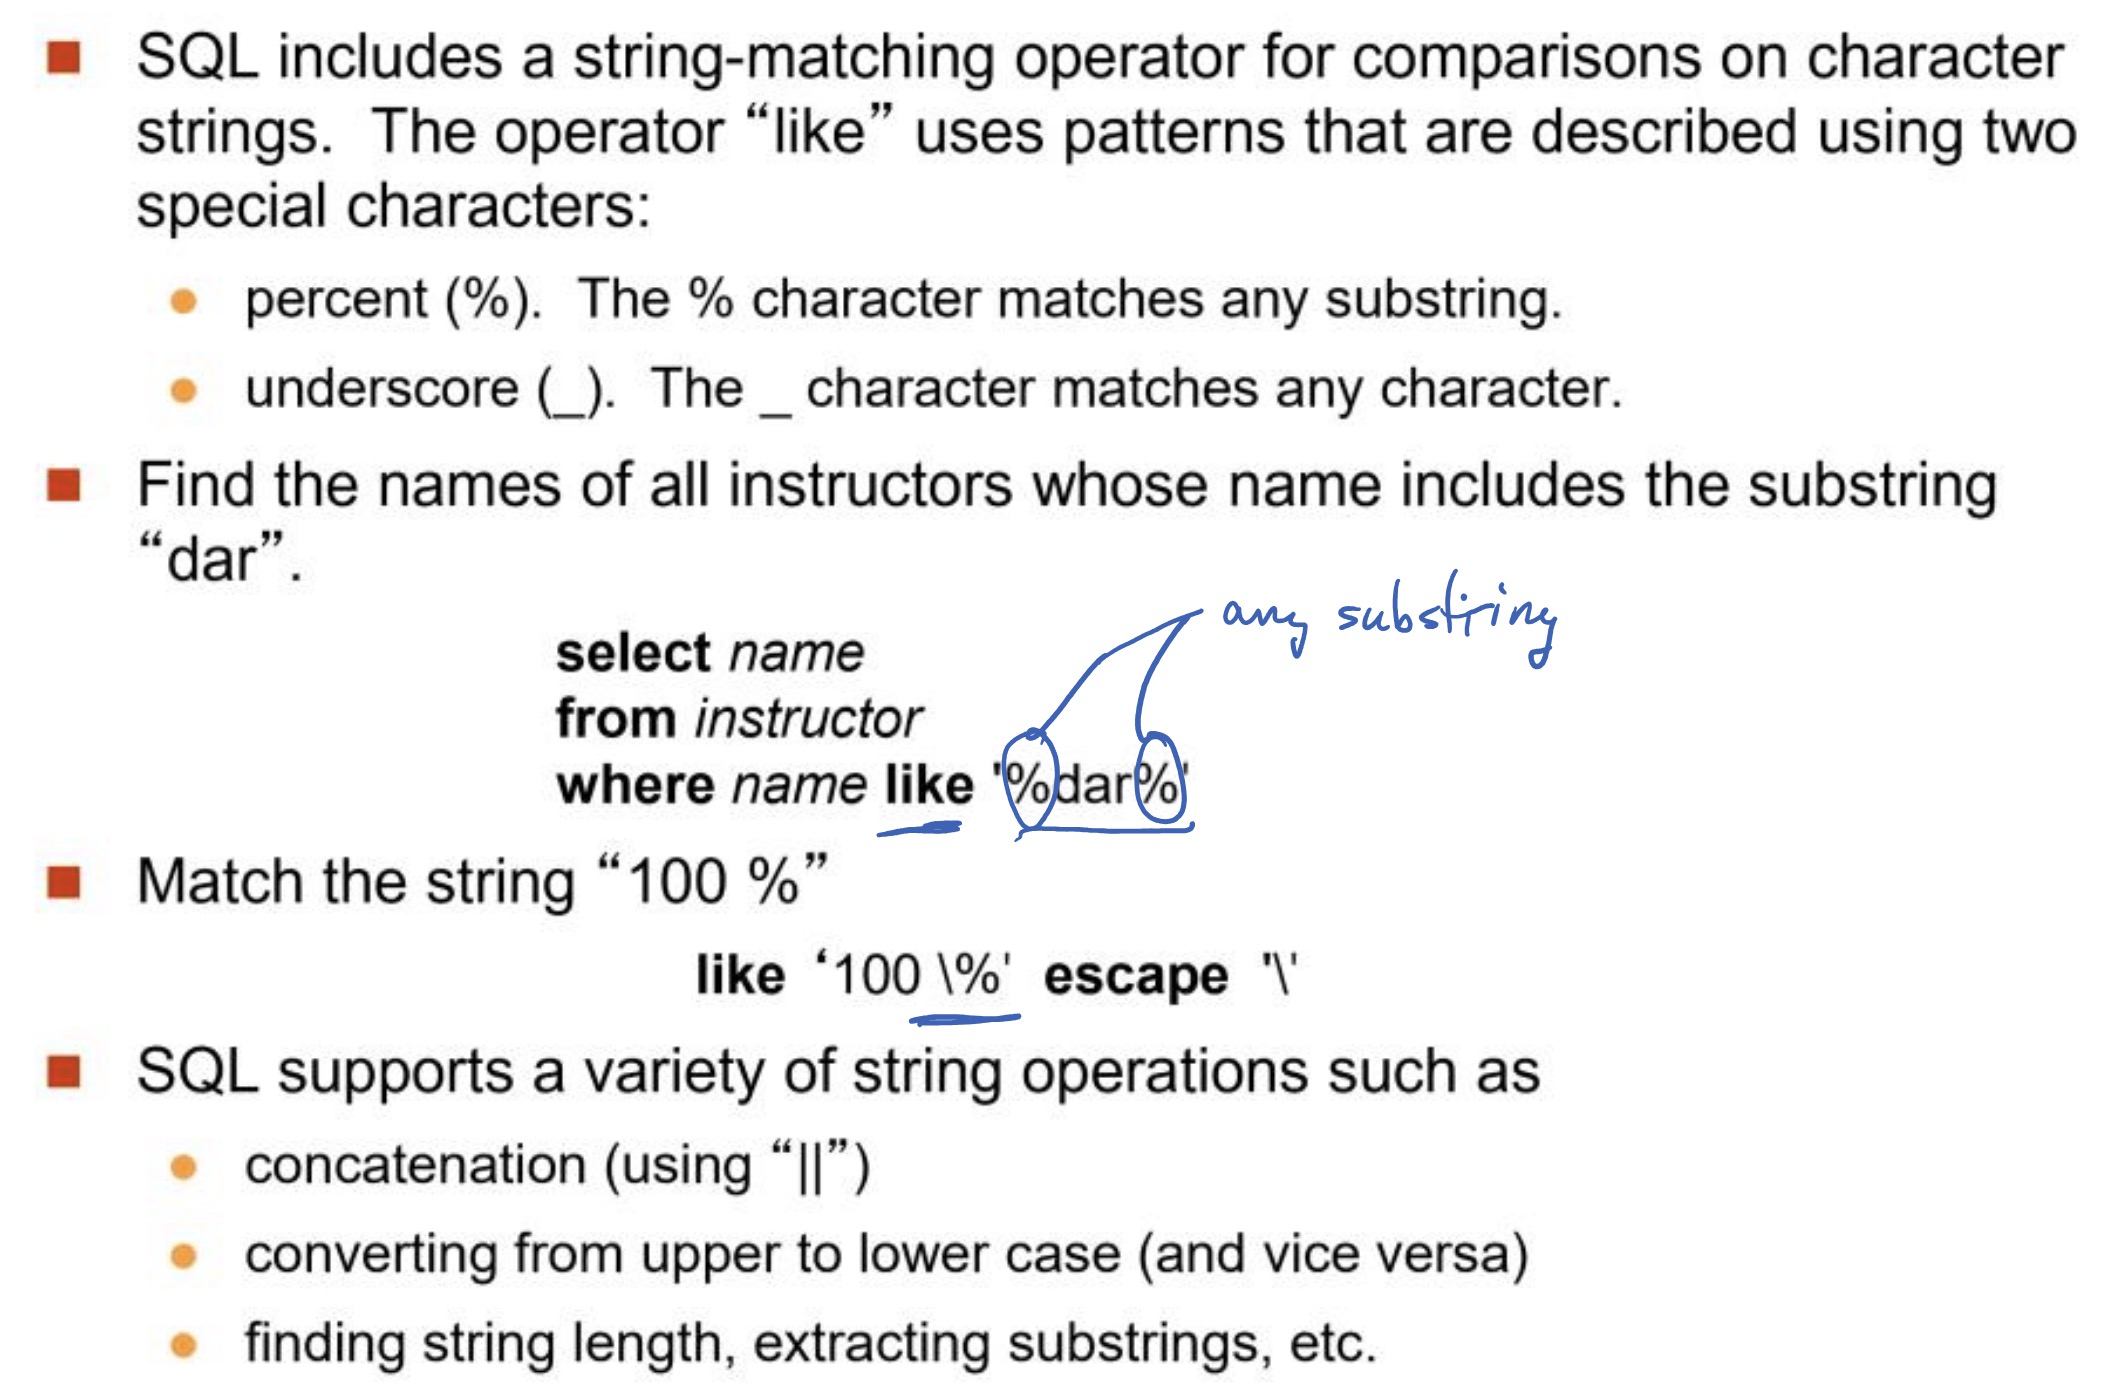 SQL includes a string-matching operator for comparisons on character
strings.  The operator “like” uses patterns that are described using two
special characters:
percent (%).  The % character matches any substring.
underscore (_).  The _ character matches any character.
Find the names of all instructors whose name includes the substring
“dar”.
any substring
select name
from instructor
where name like '%dar%'
Match the string “100 %”
like ‘100 \%' escape '\'
SQL supports a variety of string operations such as
concatenation (using “||”)
converting from upper to lower case (and vice versa)
finding string length, extracting substrings, etc.